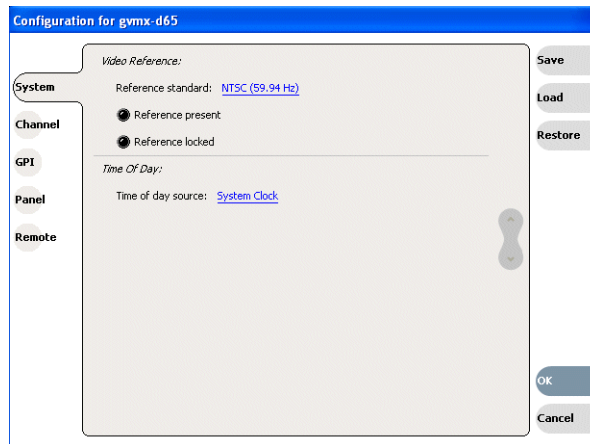 Configuration for gvmx-d65
System
Channel
GPI
Panel
Remote
Video Reference:
Reference standard: NTSC (59.94 Hz)
Reference present
Reference locked
Time Of Day:
Time of day source: System Clock
Save
Load
Restore
OK
Cancel